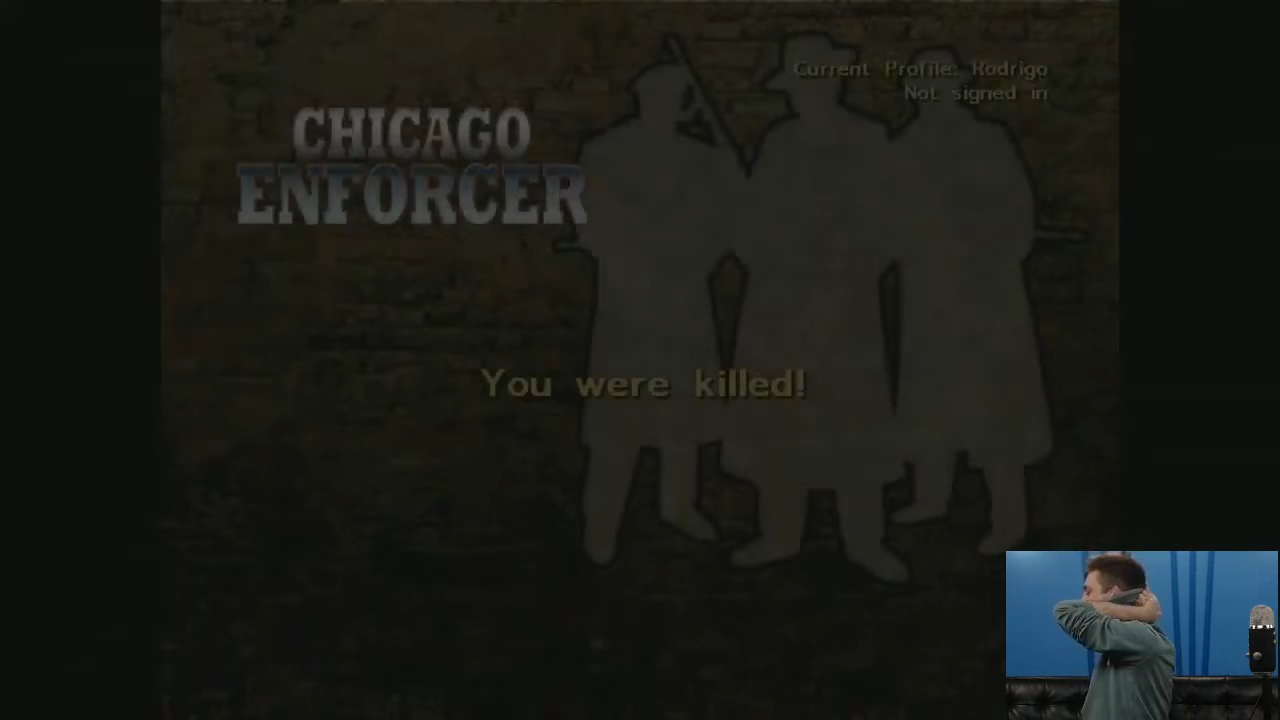 Current Profile: Rodrigo
Not signed in
CHICAGO
ENFORCER
You were killed!